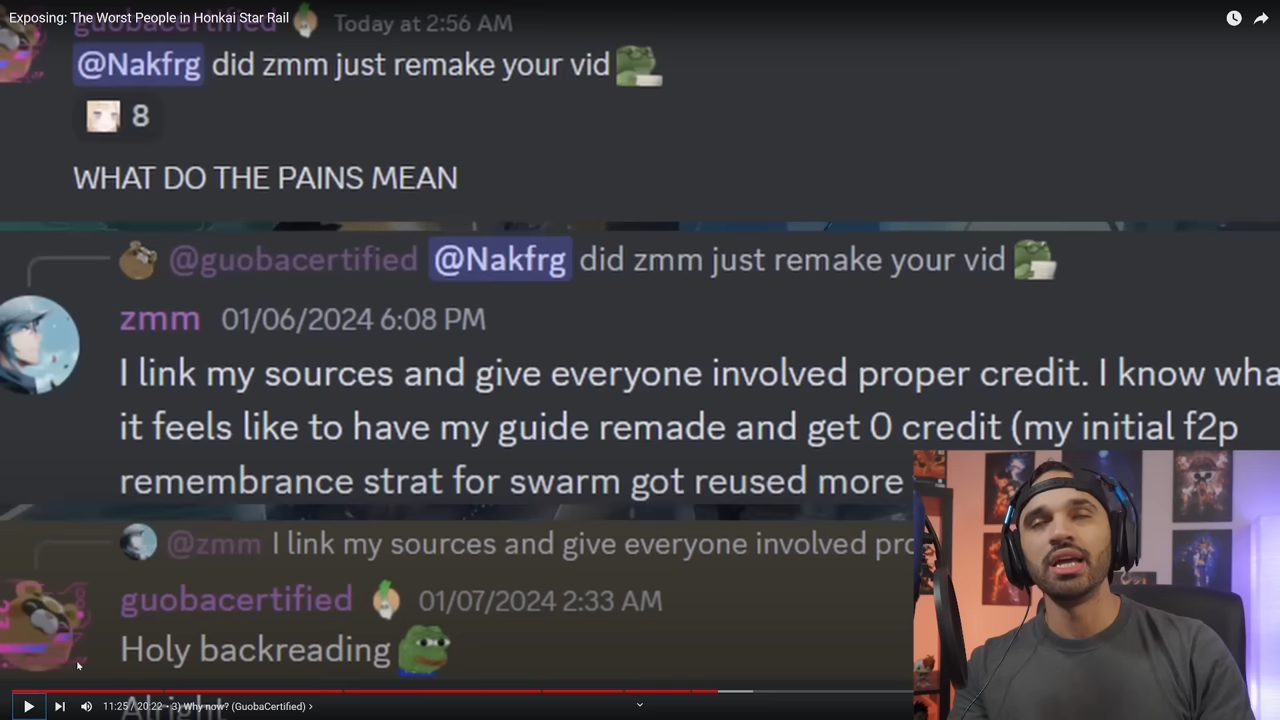 Exposing: The Worst People in Honkai Star Rail
guobacertified Today at 2:56 AM
@Nakfrg did zmm just remake your vid
8
WHAT DO THE PAINS MEAN
@guobacertified @Nakfrg did zmm just remake your vid
zmm 01/06/2024 6:08 PM
I link my sources and give everyone involved proper credit. I know wha
it feels like to have my guide remade and get 0 credit (my initial f2p
remembrance strat for swarm got reused more
@zmm I link my sources and give everyone involved pro
guobacertified 01/07/2024 2:33 AM
Holy backreading
Alright
11:25 / 20:22 • 3) Why now? (GuobaCertified) ›